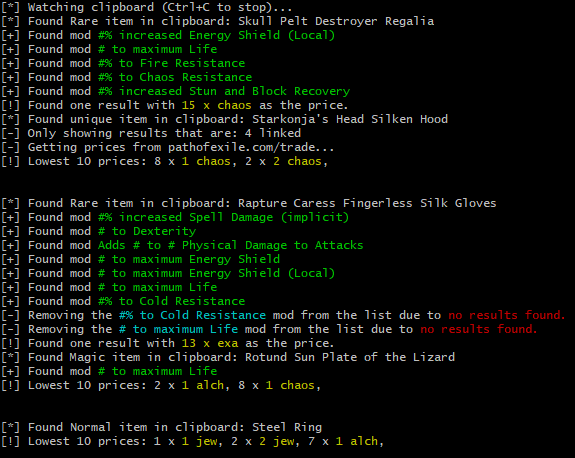 [*] Watching clipboard (Ctrl+C to stop)...
[*] Found Rare item in clipboard: Skull Pelt Destroyer Regalia
[+] Found mod #% increased Energy Shield (Local)
[+] Found mod # to maximum Life
[+] Found mod #% to Fire Resistance
[+] Found mod #% to Chaos Resistance
[+] Found mod #% increased Stun and Block Recovery
[!] Found one result with 15 x chaos as the price.
[*] Found unique item in clipboard: Starkonja's Head Silken Hood
[-] Only showing results that are: 4 linked
[-] Getting prices from pathofexile.com/trade...
[!] Lowest 10 prices: 8 x 1 chaos, 2 x 2 chaos,
[*] Found Rare item in clipboard: Rapture Caress Fingerless Silk Gloves
[+] Found mod #% increased Spell Damage (implicit)
[+] Found mod # to Dexterity
[+] Found mod Adds # to # Physical Damage to Attacks
[+] Found mod # to maximum Energy Shield
[+] Found mod # to maximum Energy Shield (Local)
[+] Found mod # to maximum Life
[+] Found mod #% to Cold Resistance
[-] Removing the #% to Cold Resistance mod from the list due to no results found.
[-] Removing the # to maximum Life mod from the list due to no results found.
[!] Found one result with 13 x exa as the price.
[*] Found Magic item in clipboard: Rotund Sun Plate of the Lizard
[+] Found mod # to maximum Life
[!] Lowest 10 prices: 2 x 1 alch, 8 x 1 chaos,
[*] Found Normal item in clipboard: Steel Ring
[!] Lowest 10 prices: 1 x 1 jew, 2 x 2 jew, 7 x 1 alch,